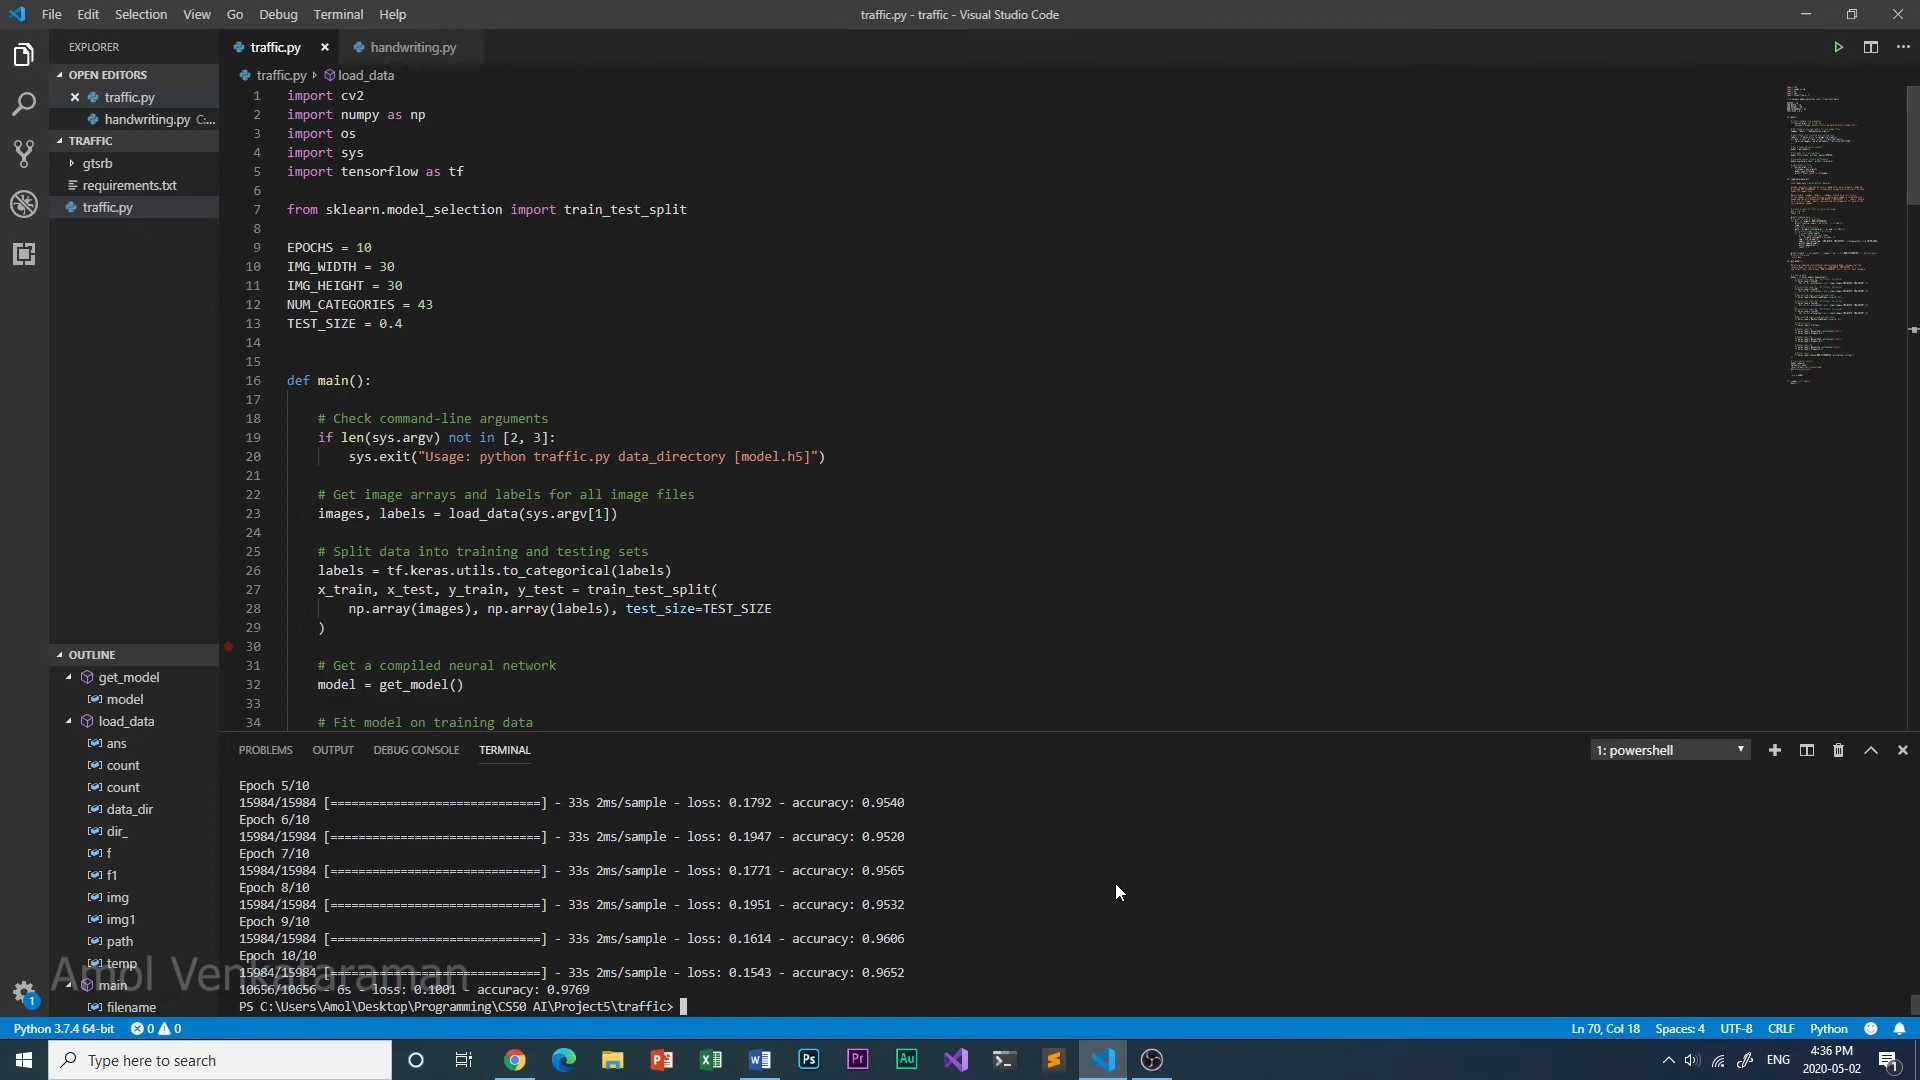 File Edit Selection View Go Debug Terminal Help
traffic.py - traffic - Visual Studio Code
EXPLORER
OPEN EDITORS
traffic.py
handwriting.py C:...
TRAFFIC
gtsrb
requirements.txt
traffic.py
OUTLINE
get_model
model
load_data
ans
count
count
data_dir
dir_
f
f1
img
img1
path
temp
main
filename
traffic.py
handwriting.py
traffic.py load_data
1 import cv2
2 import numpy as np
3 import os
4 import sys
5 import tensorflow as tf
6
7 from sklearn.model_selection import train_test_split
8
9 EPOCHS = 10
10 IMG_WIDTH = 30
11 IMG_HEIGHT = 30
12 NUM_CATEGORIES = 43
13 TEST_SIZE = 0.4
14
15
16 def main():
17
18 # Check command-line arguments
19 if len(sys.argv) not in [2, 3]:
20 sys.exit("Usage: python traffic.py data_directory [model.h5]")
21
22 # Get image arrays and labels for all image files
23 images, labels = load_data(sys.argv[1])
24
25 # Split data into training and testing sets
26 labels = tf.keras.utils.to_categorical(labels)
27 x_train, x_test, y_train, y_test = train_test_split(
28 np.array(images), np.array(labels), test_size=TEST_SIZE
29 )
30
31 # Get a compiled neural network
32 model = get_model()
33
34 # Fit model on training data
PROBLEMS OUTPUT DEBUG CONSOLE TERMINAL
1: powershell
Epoch 5/10
15984/15984 [==============================] - 33s 2ms/sample - loss: 0.1792 - accuracy: 0.9540
Epoch 6/10
15984/15984 [==============================] - 33s 2ms/sample - loss: 0.1947 - accuracy: 0.9520
Epoch 7/10
15984/15984 [==============================] - 33s 2ms/sample - loss: 0.1771 - accuracy: 0.9565
Epoch 8/10
15984/15984 [==============================] - 33s 2ms/sample - loss: 0.1951 - accuracy: 0.9532
Epoch 9/10
15984/15984 [==============================] - 33s 2ms/sample - loss: 0.1614 - accuracy: 0.9606
Epoch 10/10
15984/15984 [==============================] - 33s 2ms/sample - loss: 0.1543 - accuracy: 0.9652
10656/10656 - 6s - loss: 0.1001 - accuracy: 0.9769
PS C:\Users\Amol\Desktop\Programming\CS50 AI\Project5\traffic>
Amol Venkataraman
1
Python 3.7.4 64-bit 0 0
Ln 70, Col 18 Spaces: 4 UTF-8 CRLF Python
Type here to search
Ps Pr Au
ENG
4:36 PM
2020-05-02
1